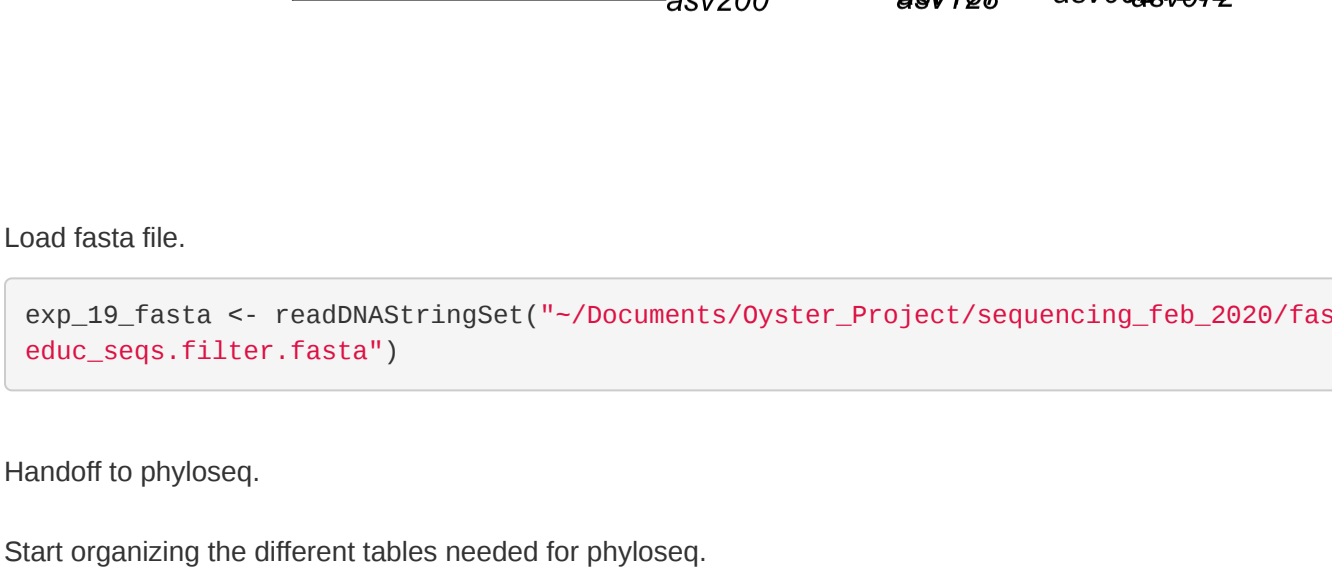 asv200
Load fasta file.
exp_19_fasta <- readDNAStringSet("~/Documents/Oyster_Project/sequencing_feb_2020/fas
educ_seqs.filter.fasta")
Handoff to phyloseq.
Start organizing the different tables needed for phyloseq.